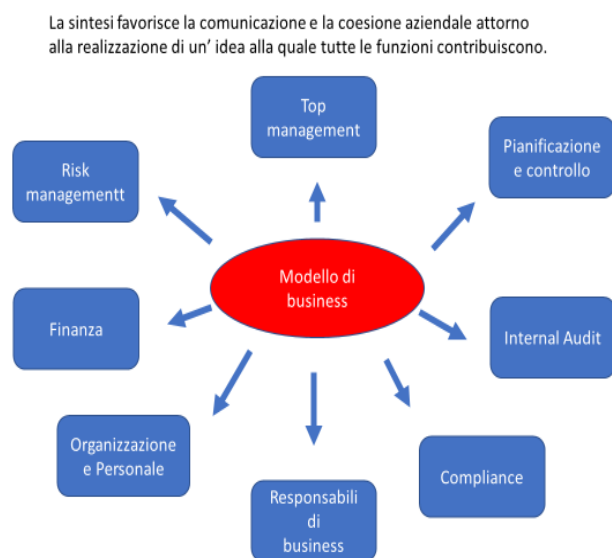 La sintesi favorisce la comunicazione e la coesione aziendale attorno
alla realizzazione di un' idea alla quale tutte le funzioni contribuiscono.
Top
management
Pianificazione
e controllo
Risk
managementt
Modello di
business
Finanza
Internal Audit
Organizzazione
e Personale
Compliance
Responsabili
di
business